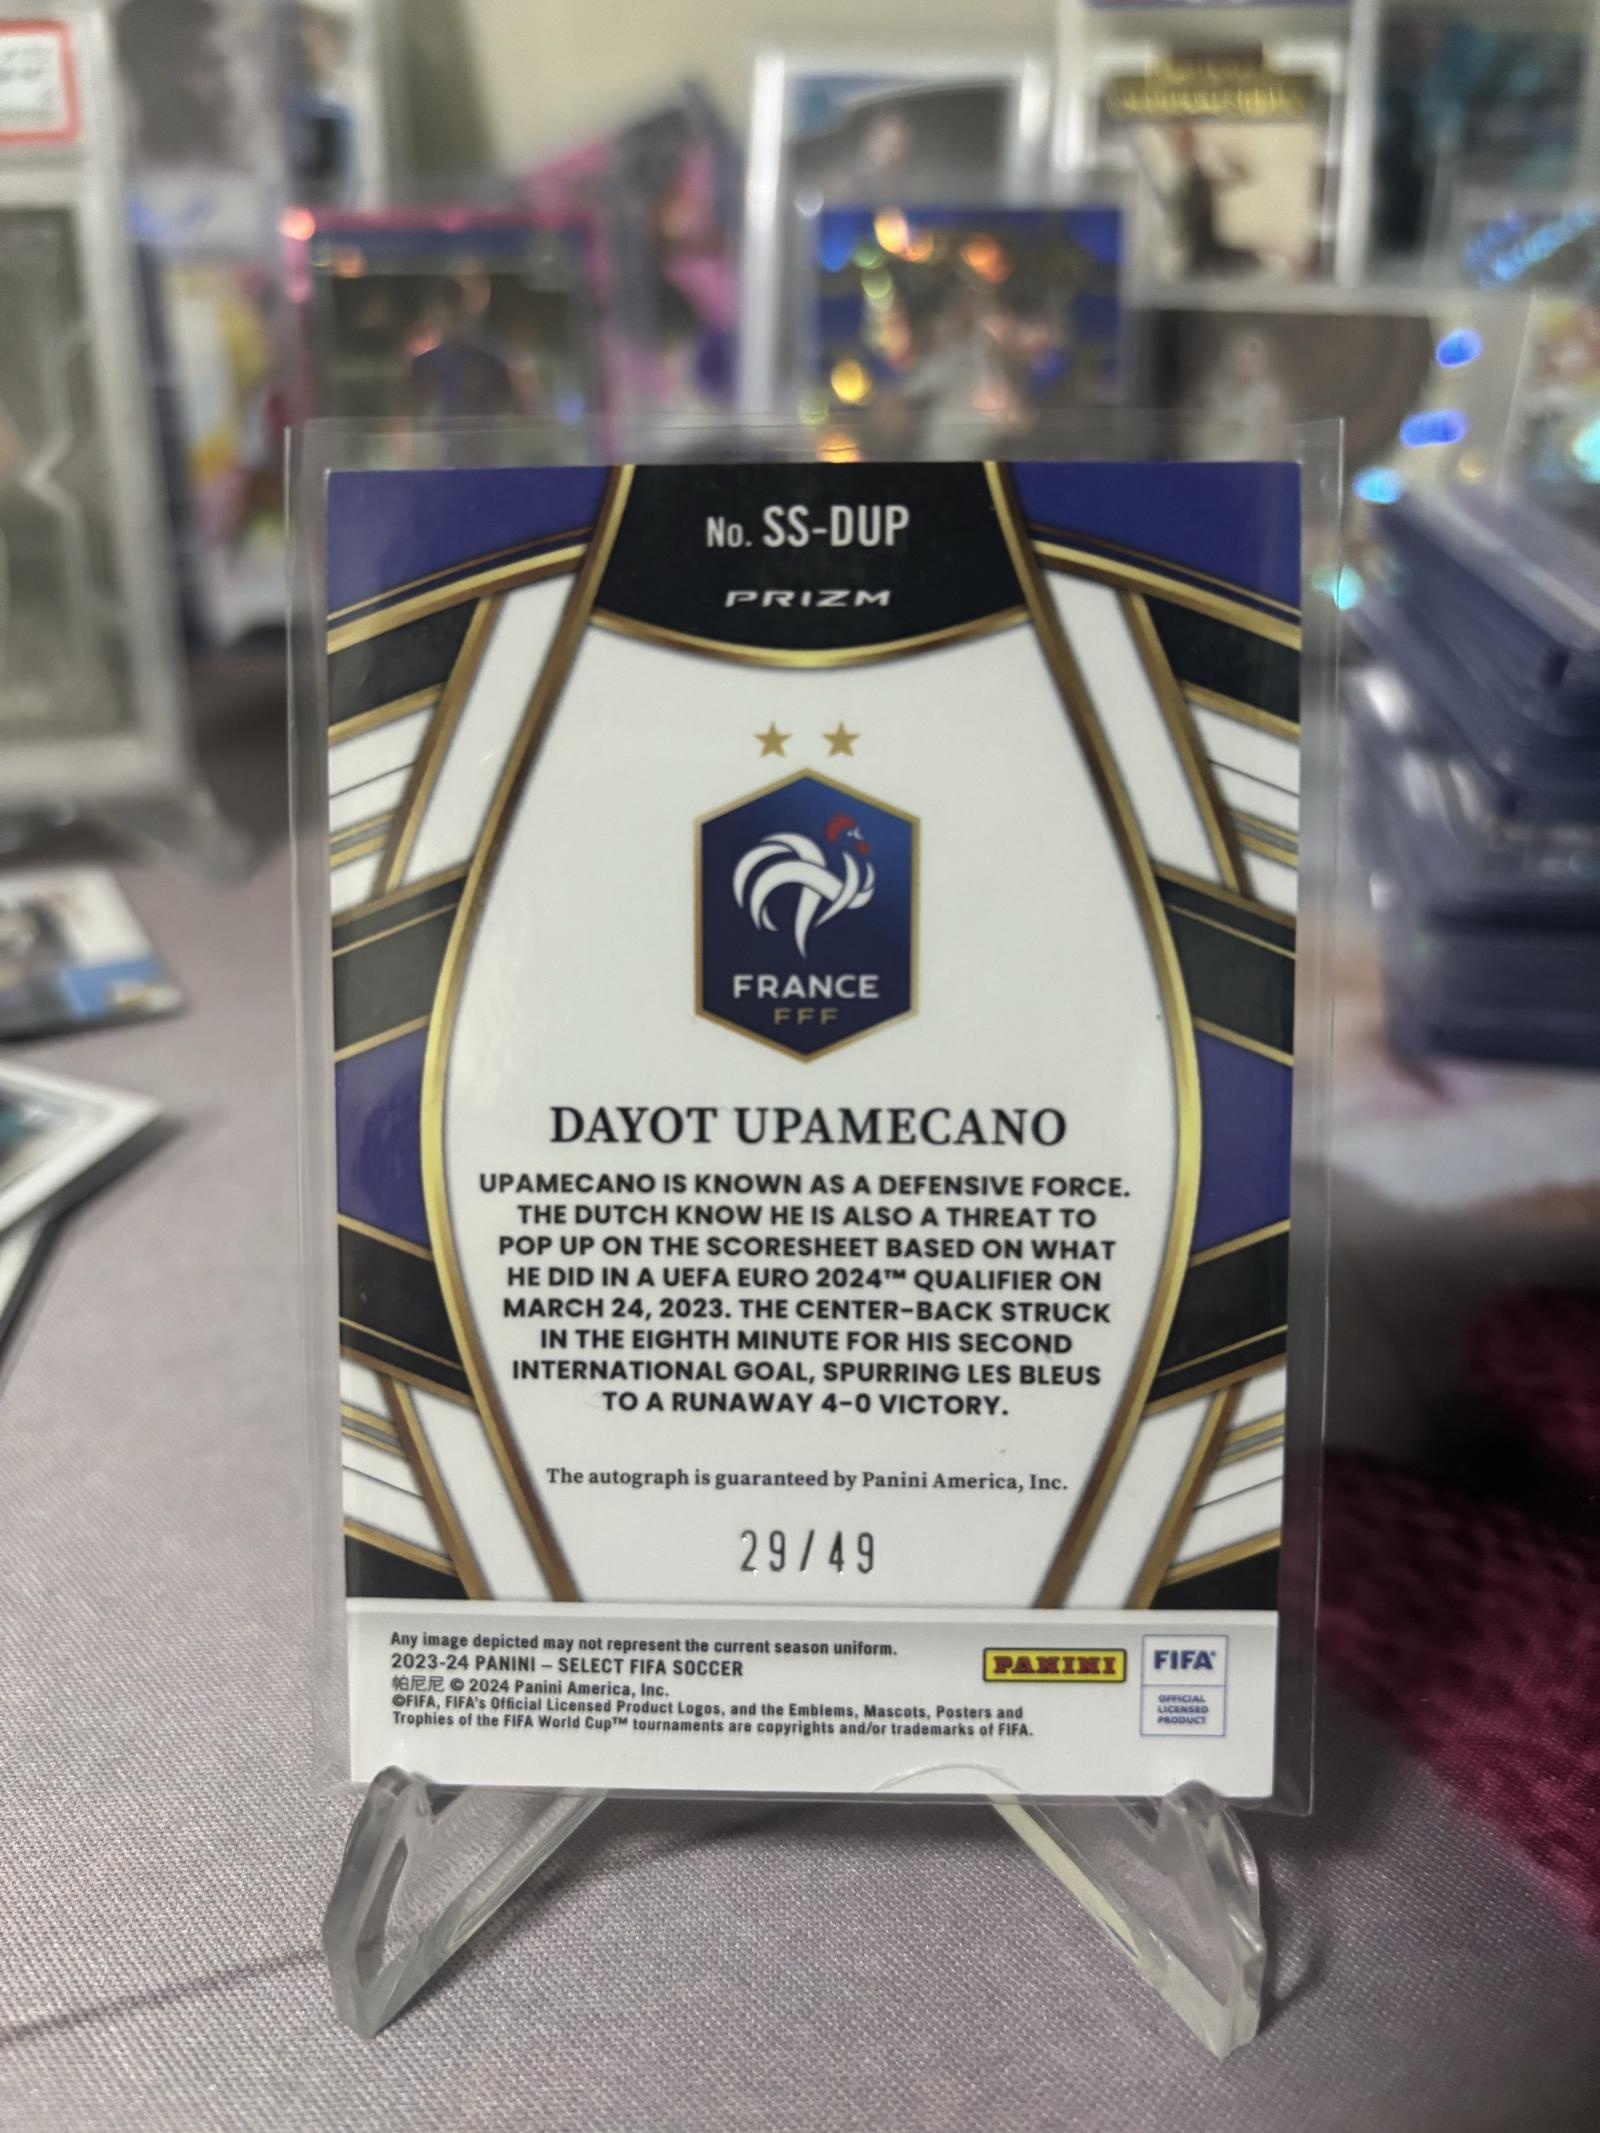 No. SS-DUP
PRIZM
FRANCE
FFF
DAYOT UPAMECANO
UPAMECANO IS KNOWN AS A DEFENSIVE FORCE.
THE DUTCH KNOW HE IS ALSO A THREAT TO
POP UP ON THE SCORESHEET BASED ON WHAT
HE DID IN A UEFA EURO 2024™ QUALIFIER ON
MARCH 24, 2023. THE CENTER-BACK STRUCK
IN THE EIGHTH MINUTE FOR HIS SECOND
INTERNATIONAL GOAL, SPURRING LES BLEUS
TO A RUNAWAY 4-0 VICTORY.
The autograph is guaranteed by Panini America, Inc.
29/49
Any image depicted may not represent the current season uniform.
2023-24 PANINI – SELECT FIFA SOCCER
帕尼尼 © 2024 Panini America, Inc.
©FIFA, FIFA's Official Licensed Product Logos, and the Emblems, Mascots, Posters and
Trophies of the FIFA World Cup™ tournaments are copyrights and/or trademarks of FIFA.
PANINI
FIFA®
OFFICIAL
LICENSED
PRODUCT